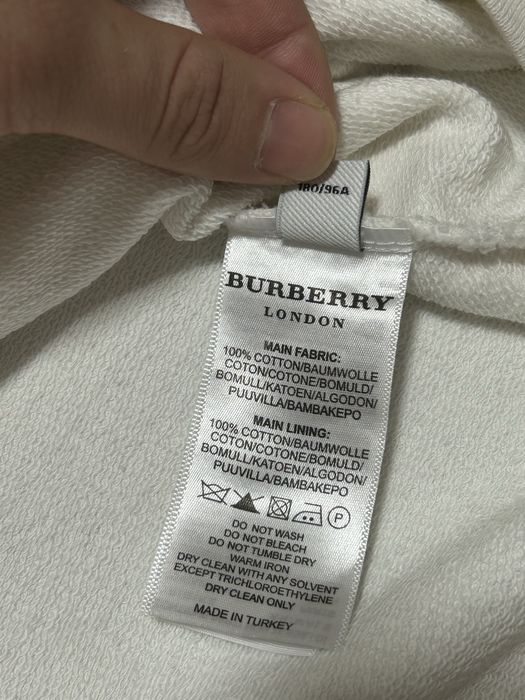 180/96A
BURBERRY
LONDON
MAIN FABRIC:
100% COTTON/BAUMWOLLE
COTON/COTONE/BOMULD/
BOMULL/KATOEN/ALGODON/
PUUVILLA/BAMBAKEPO
MAIN LINING:
100% COTTON/BAUMWOLLE
COTON/COTONE/BOMULD/
BOMULL/KATOEN/ALGODON/
PUUVILLA/BAMBAKEPO
P
DO NOT WASH
DO NOT BLEACH
DO NOT TUMBLE DRY
WARM IRON
DRY CLEAN WITH ANY SOLVENT
EXCEPT TRICHLOROETHYLENE
DRY CLEAN ONLY
MADE IN TURKEY